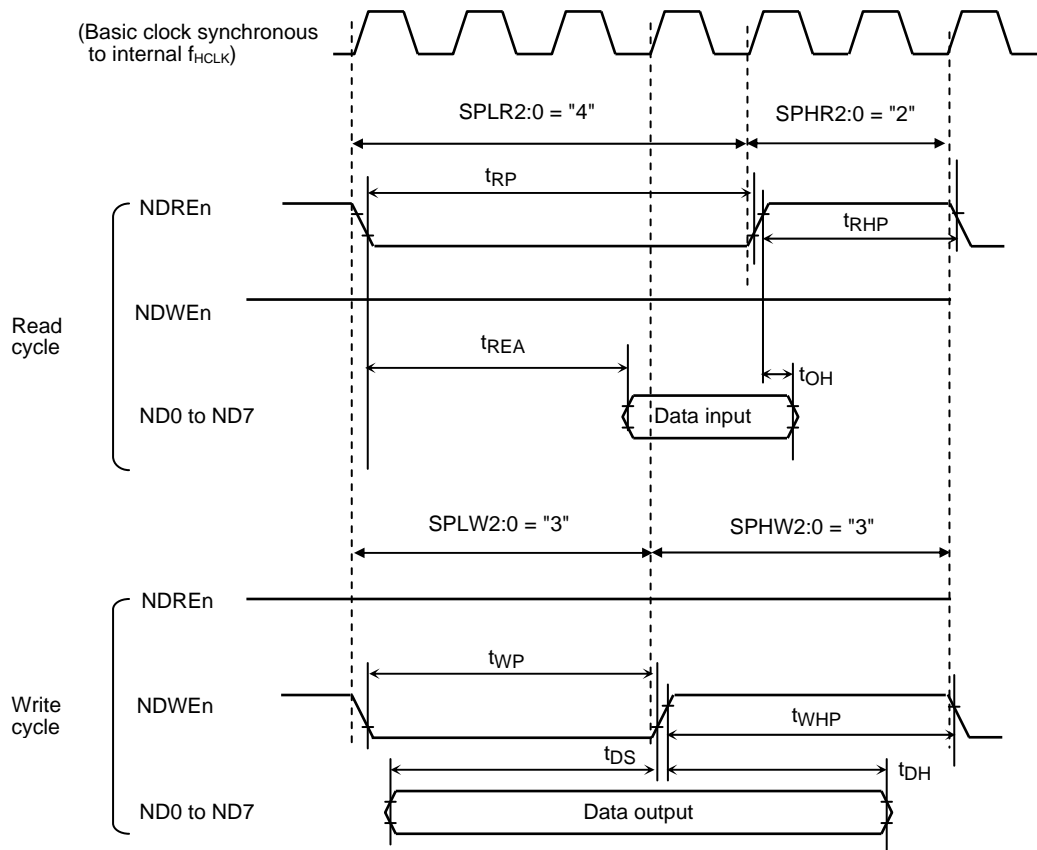 (Basic clock synchronous
to internal fHCLK)
SPLR2:0 = "4"
SPHR2:0 = "2"
tRP
NDREn
tRHP
NDWEn
Read
cycle
tREA
tOH
ND0 to ND7
Data input
SPLW2:0 = "3"
SPHW2:0 = "3"
NDREn
tWP
Write
cycle
NDWEn
tWHP
tDS
tDH
ND0 to ND7
Data output